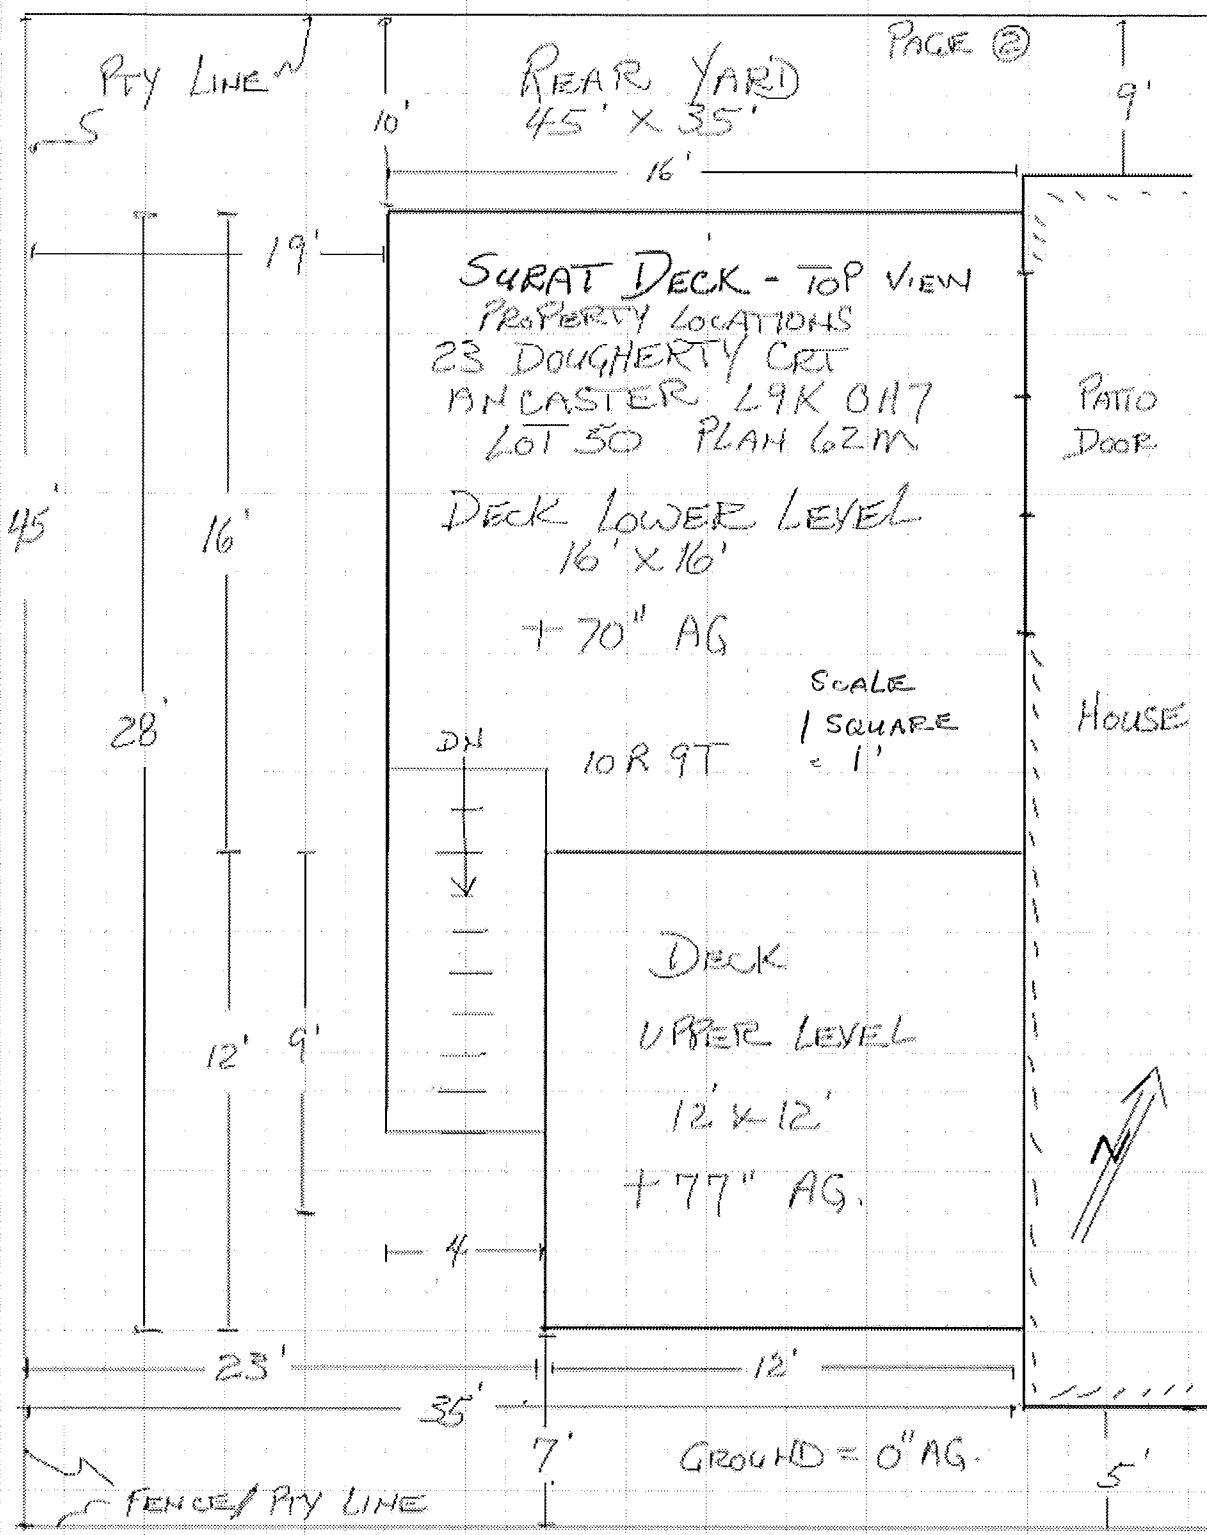 PAGE 2
PTY LINE
REAR YARD
45' X 35'
10'
9'
5
16'
19'
SURAT DECK - TOP VIEW
PROPERTY LOCATIONS
23 DOUGHERTY CRT
ANCASTER L9K 0H7
LOT 50 PLAN 62M
PATIO
DOOR
DECK LOWER LEVEL
16' X 16'
+70" AG
45'
16'
SCALE
1 SQUARE
= 1'
HOUSE
28'
DN
10R 9T
DECK
UPPER LEVEL
12' X 12'
+77" AG.
12'
9'
N
4
23'
12'
35'
7'
GROUND = 0" AG.
5'
FENCE/ PTY LINE